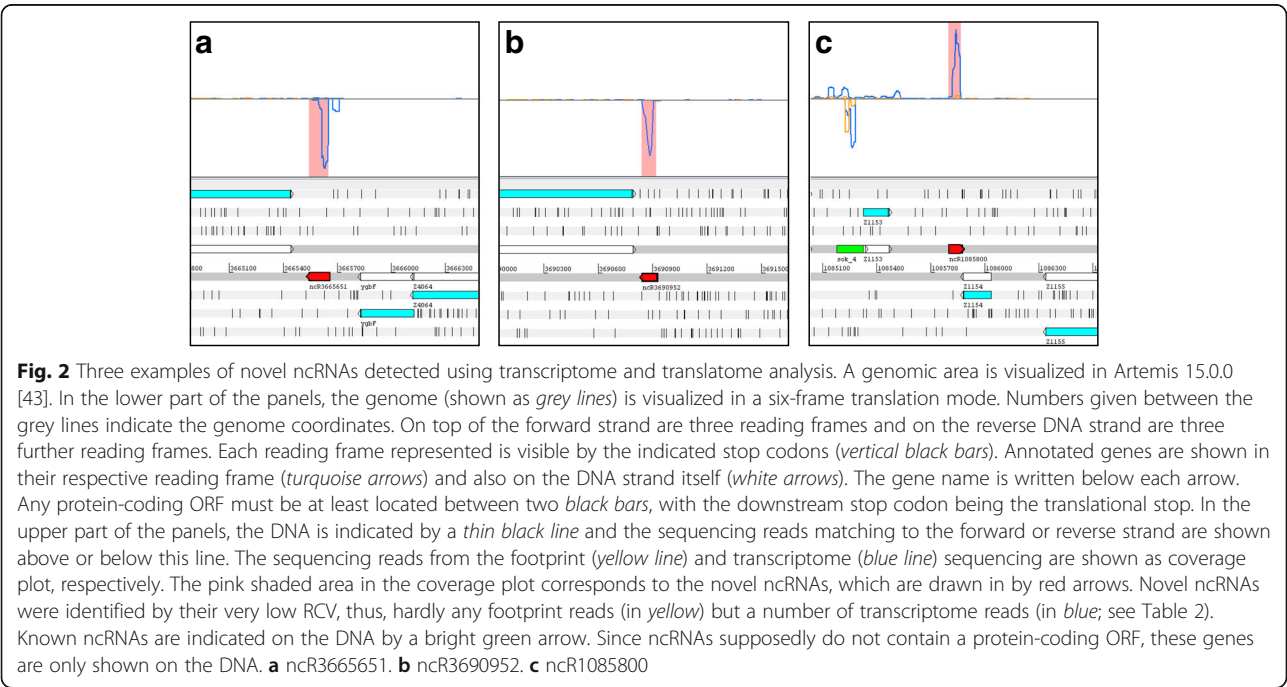 a
b
c
Z1153
sok_4 Z1153
ncR1085800
800 3665100 3665400 3665700 3666000 3666300
0000 3690300 3690600 3690900 3691200 3691500
1085100 1085400 1085700 1086000 1086300
ncR3665651 ygbF Z4064
Z4064
ygbF
ncR3690952
Z1154 Z1155
Z1154
Z1155
Fig. 2 Three examples of novel ncRNAs detected using transcriptome and translatome analysis. A genomic area is visualized in Artemis 15.0.0
[43]. In the lower part of the panels, the genome (shown as grey lines) is visualized in a six-frame translation mode. Numbers given between the
grey lines indicate the genome coordinates. On top of the forward strand are three reading frames and on the reverse DNA strand are three
further reading frames. Each reading frame represented is visible by the indicated stop codons (vertical black bars). Annotated genes are shown in
their respective reading frame (turquoise arrows) and also on the DNA strand itself (white arrows). The gene name is written below each arrow.
Any protein-coding ORF must be at least located between two black bars, with the downstream stop codon being the translational stop. In the
upper part of the panels, the DNA is indicated by a thin black line and the sequencing reads matching to the forward or reverse strand are shown
above or below this line. The sequencing reads from the footprint (yellow line) and transcriptome (blue line) sequencing are shown as coverage
plot, respectively. The pink shaded area in the coverage plot corresponds to the novel ncRNAs, which are drawn in by red arrows. Novel ncRNAs
were identified by their very low RCV, thus, hardly any footprint reads (in yellow) but a number of transcriptome reads (in blue; see Table 2).
Known ncRNAs are indicated on the DNA by a bright green arrow. Since ncRNAs supposedly do not contain a protein-coding ORF, these genes
are only shown on the DNA. a ncR3665651. b ncR3690952. c ncR1085800